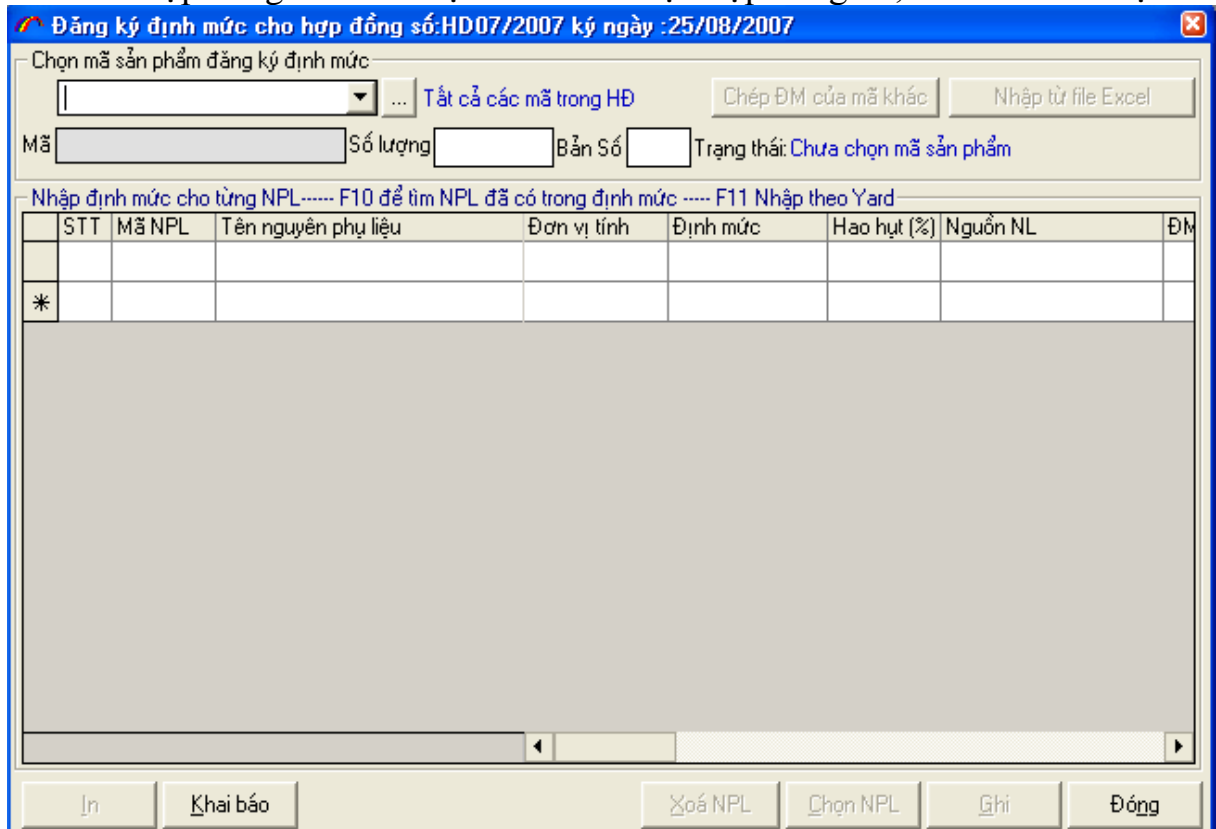 Đăng ký định mức cho hợp đồng số:HD07/2007 ký ngày :25/08/2007
Chọn mã sản phẩm đăng ký định mức
... Tất cả các mã trong HĐ Chép ĐM của mã khác Nhập từ file Excel
Mã Số lượng Bản Số Trạng thái: Chưa chọn mã sản phẩm
Nhập định mức cho từng NPL------ F10 để tìm NPL đã có trong định mức ----- F11 Nhập theo Yard
STT Mã NPL Tên nguyên phụ liệu Đơn vị tính Định mức Hao hụt (%) Nguồn NL ĐM
In Khai báo Xoá NPL Chọn NPL Ghi Đóng